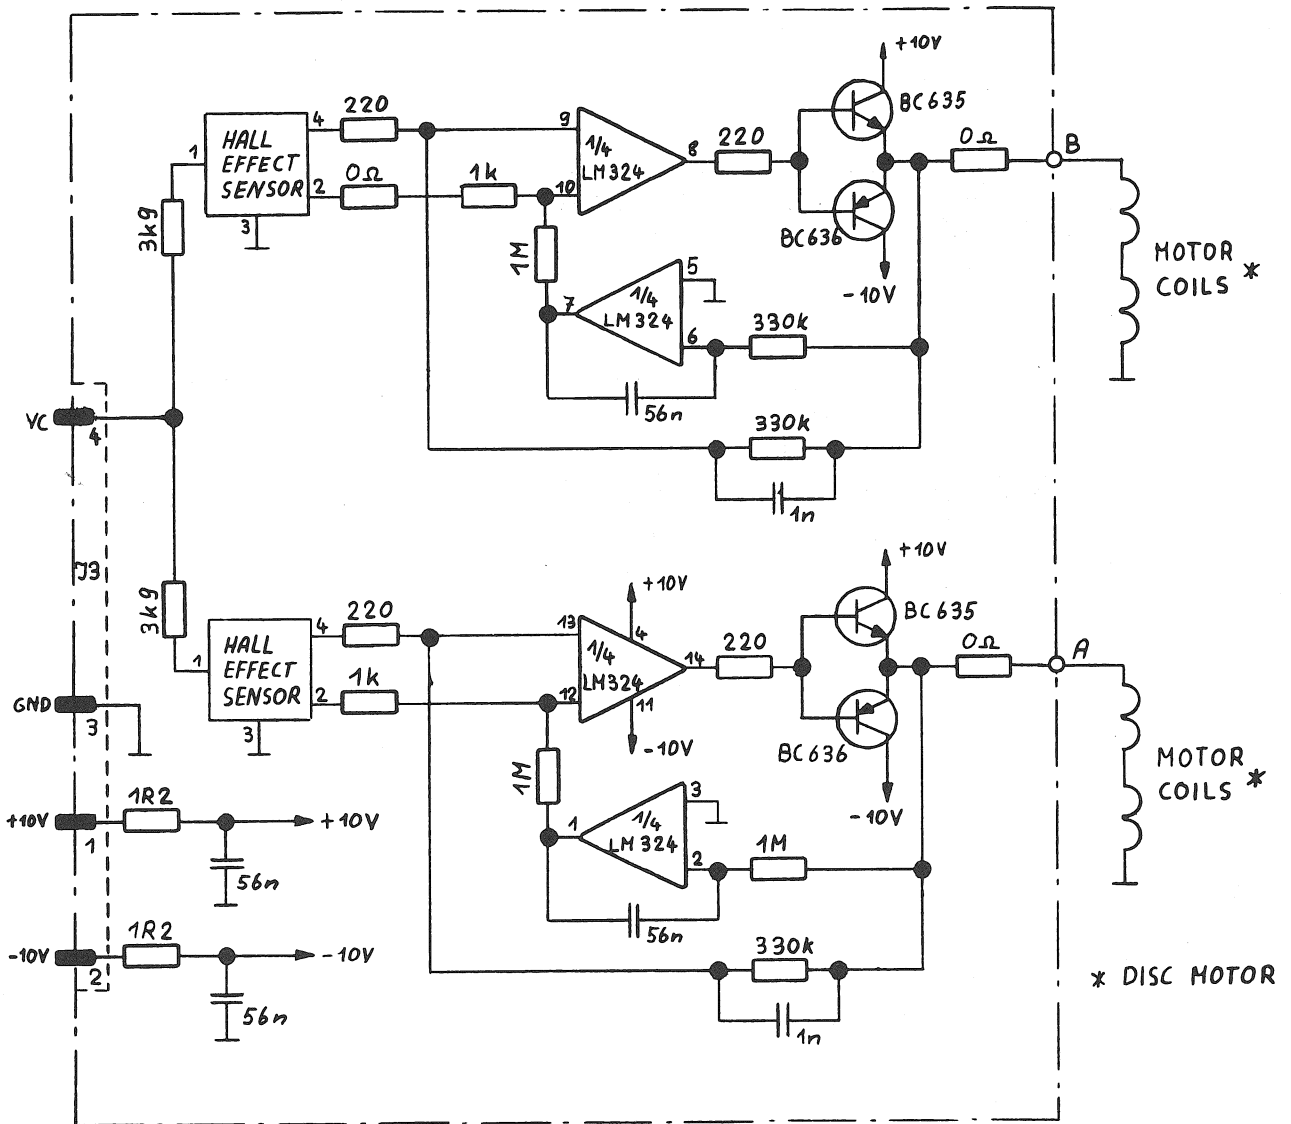 +10V
BC635
220
4
HALL
EFFECT
SENSOR
1
2
3
0Ω
1k
9
10
1/4
LM324
8
220
0Ω
B
3k9
1M
BC636
-10V
MOTOR
COILS *
5
7
1/4
LM324
6
330k
56n
VC
4
330k
1n
J3
+10V
+10V
BC635
3k9
220
4
HALL
EFFECT
SENSOR
1
2
3
1k
13
12
4
1/4
LM324
14
11
-10V
220
0Ω
A
GND
3
1M
BC636
-10V
MOTOR
COILS *
3
1
1/4
LM324
2
1M
56n
+10V
1
1R2
+10V
56n
330k
1n
-10V
2
1R2
-10V
56n
* DISC MOTOR